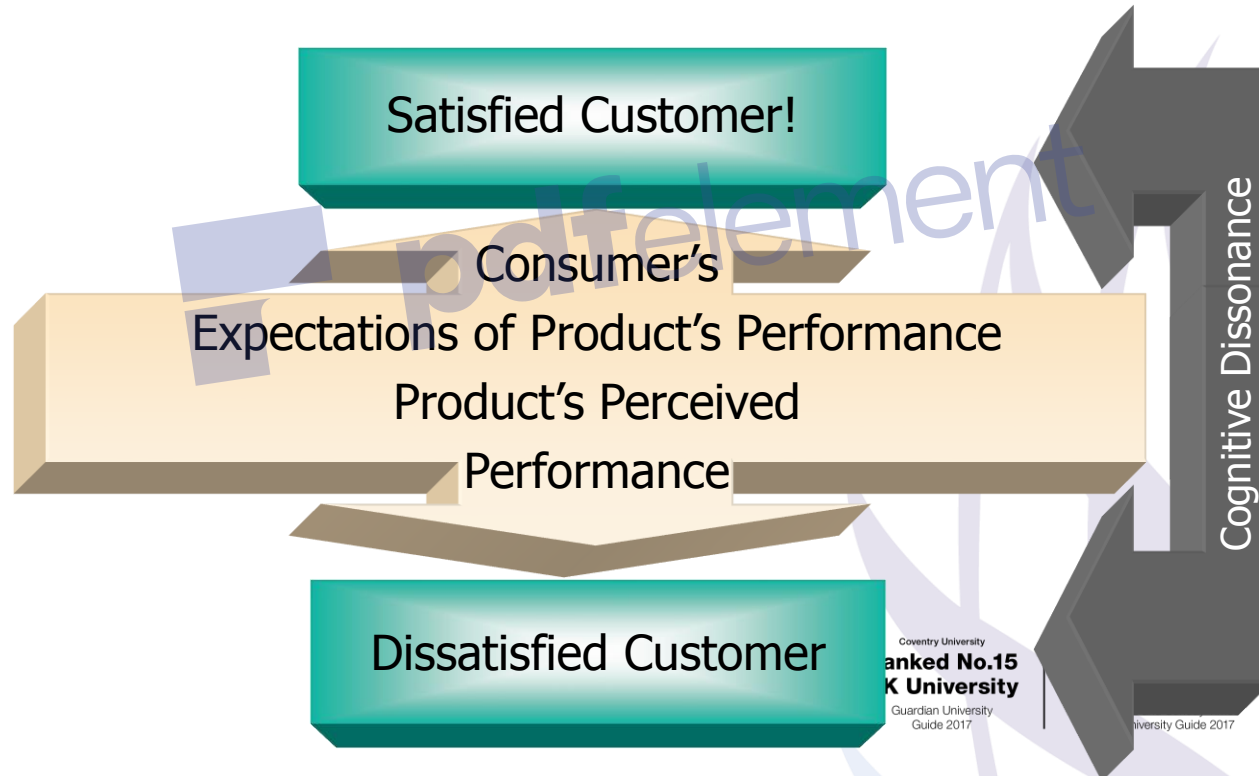 Satisfied Customer!
pdfelement
Consumer's
Expectations of Product's Performance
Product's Perceived
Performance
Cognitive Dissonance
Dissatisfied Customer
Coventry University
anked No.15
K University
Guardian University
Guide 2017
niversity Guide 2017